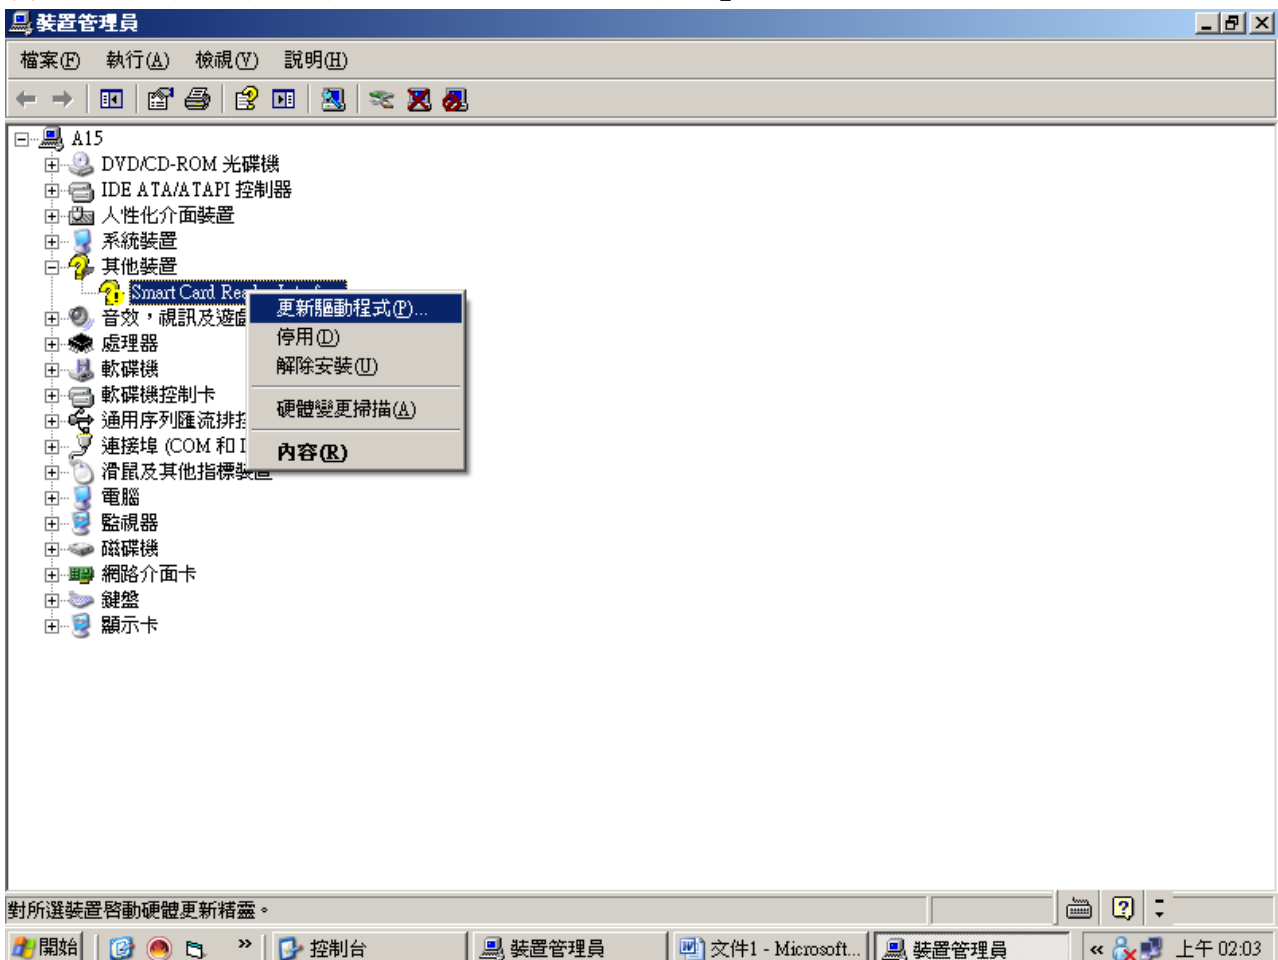 裝置管理員
檔案(F) 執行(A) 檢視(V) 說明(H)
A15
DVD/CD-ROM 光碟機
IDE ATA/ATAPI 控制器
人性化介面裝置
系統裝置
其他裝置
Smart Card
音效，視訊及遊
處理器
軟碟機
軟碟機控制卡
通用序列匯流排
連接埠 (COM 和
滑鼠及其他指標裝置
電腦
監視器
磁碟機
網路介面卡
鍵盤
顯示卡
更新驅動程式(P)...
停用(D)
解除安裝(U)
硬體變更掃描(A)
內容(R)
對所選裝置啓動硬體更新精靈。
開始 » 控制台 裝置管理員 文件1 - Microsoft... 裝置管理員 « 上午 02:03